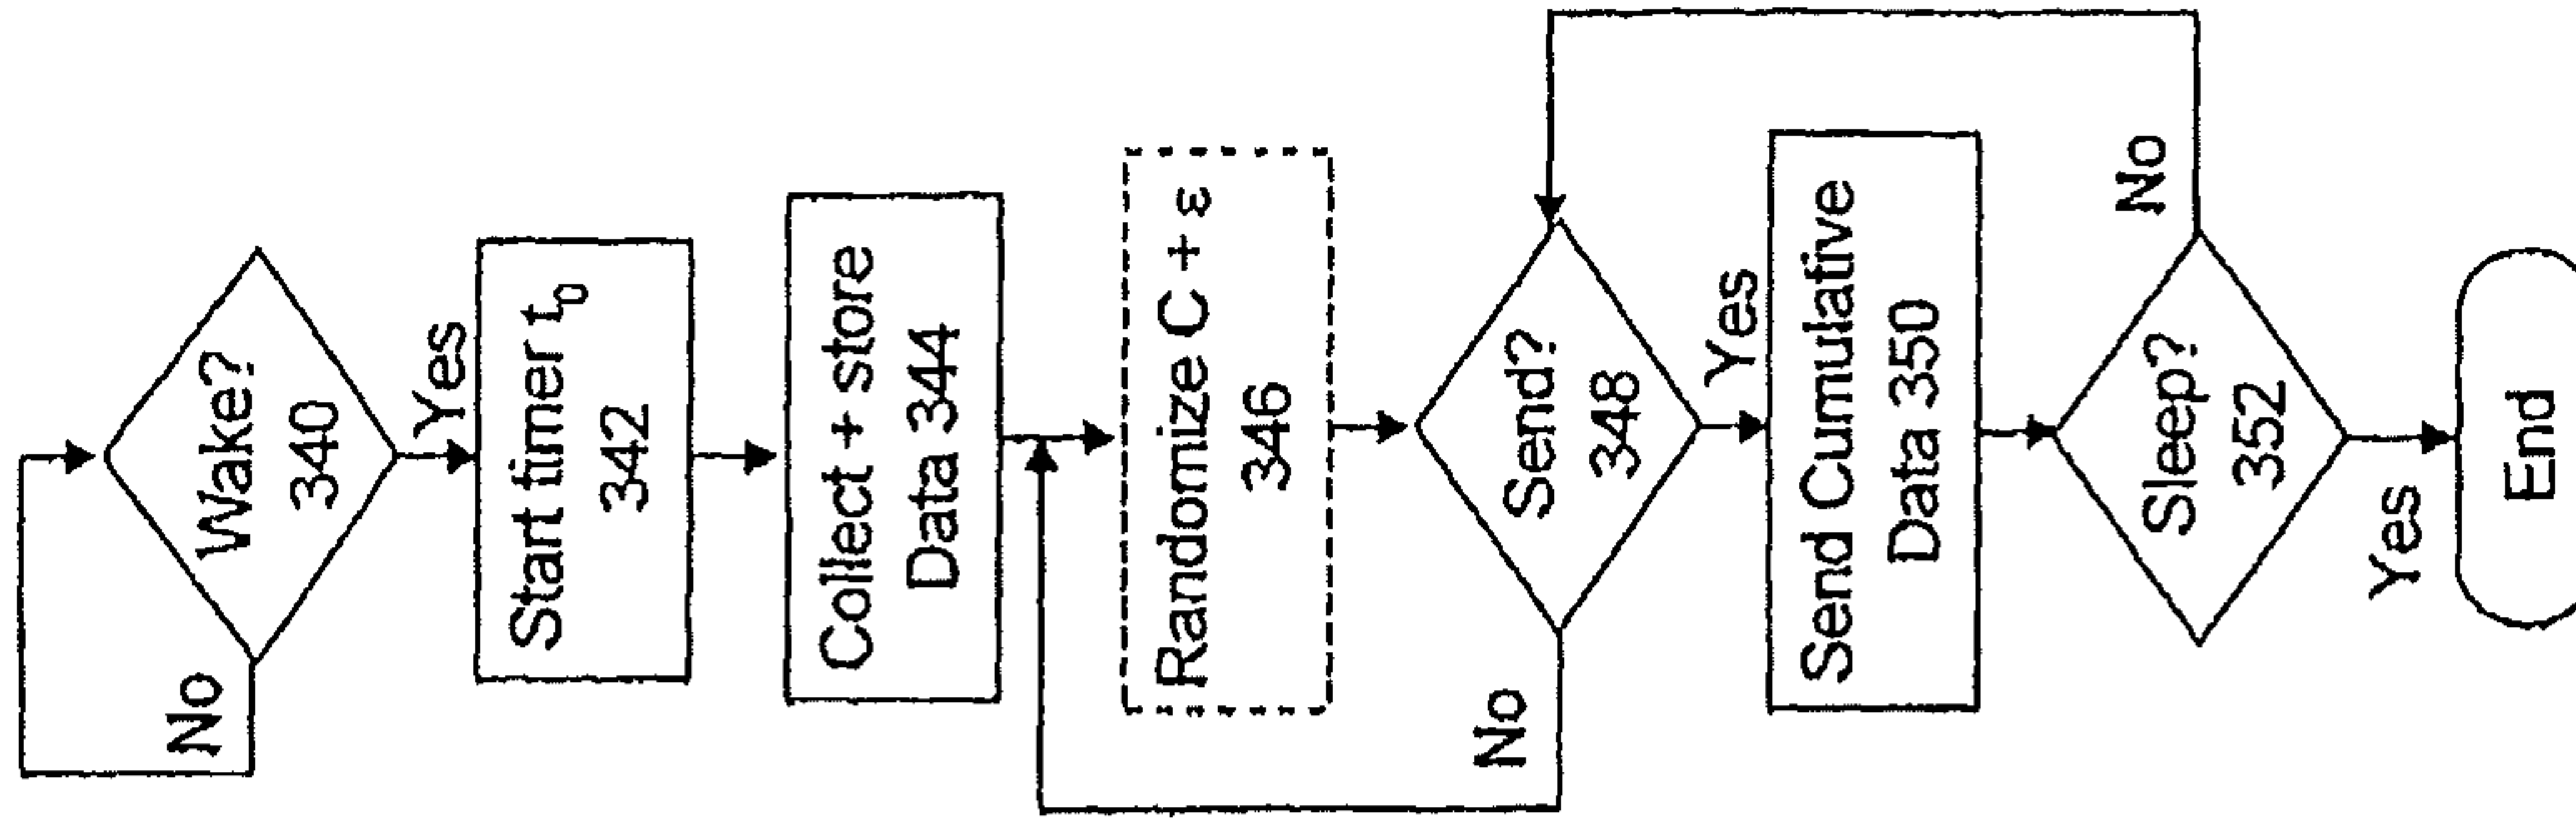 Wake?
340
No
Yes
Start timer t₀
342
Collect + store
Data 344
Randomize C + ε
346
Send?
348
No
Yes
Send Cumulative
Data 350
Sleep?
352
No
Yes
End